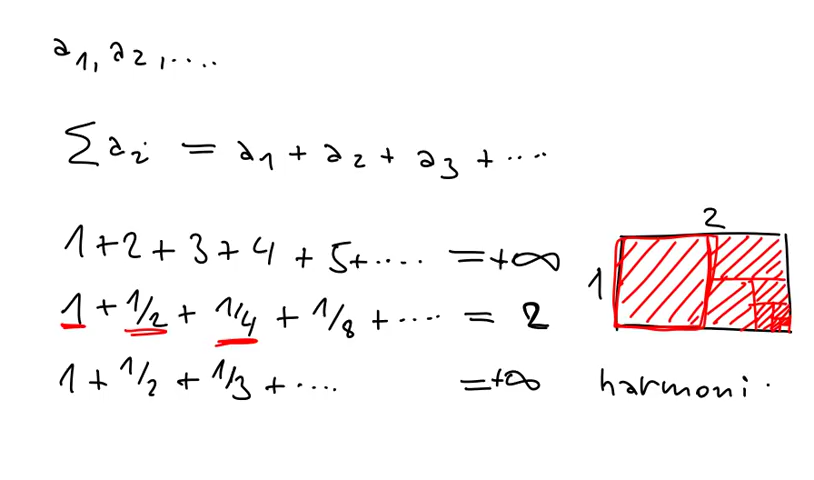 a1, a2, ....
∑ai = a1 + a2 + a3 + ....
1+2+3+4+5+.... =+∞
1 + 1/2 + 1/4 + 1/8 + .... = 2
2
1
1 + 1/2 + 1/3 + .... =+∞ harmoni.